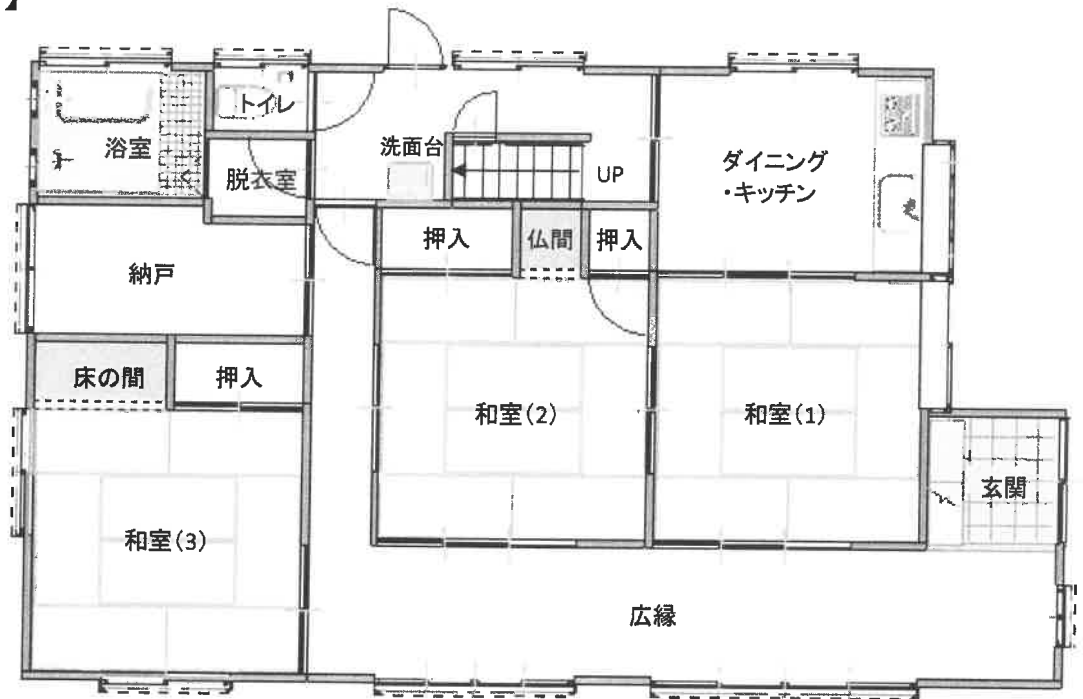 】
トイレ
浴室
洗面台
脱衣室
UP
ダイニング
・キッチン
押入
仏間
押入
納戸
床の間
押入
和室(2)
和室(1)
玄関
和室(3)
広縁